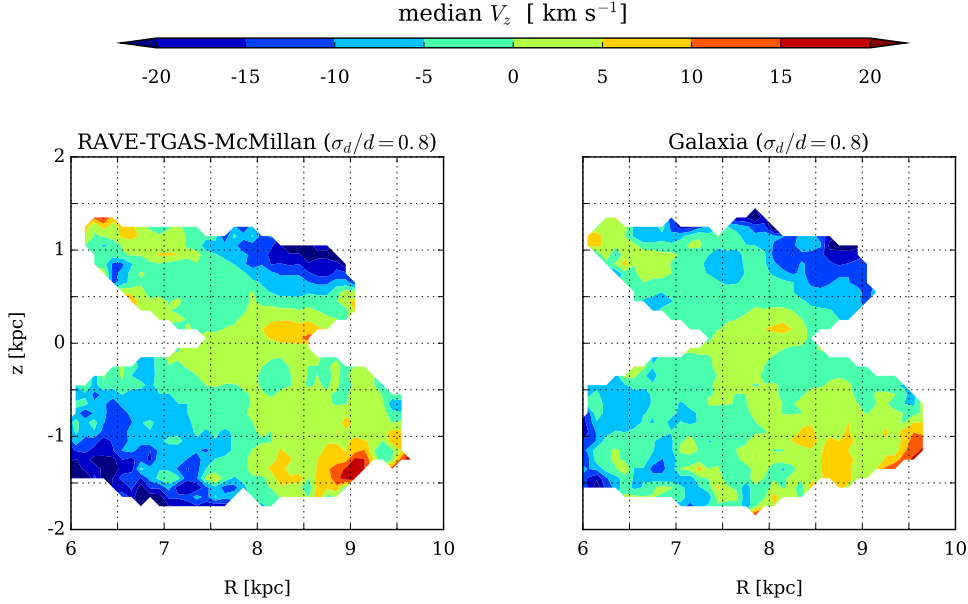 median V_z [ km s⁻¹]
-20 -15 -10 -5 0 5 10 15 20
RAVE-TGAS-McMillan (σ_d/d=0.8) Galaxia (σ_d/d=0.8)
2
1
0
-1
-2
z [kpc]
6 7 8 9 10 6 7 8 9 10
R [kpc] R [kpc]